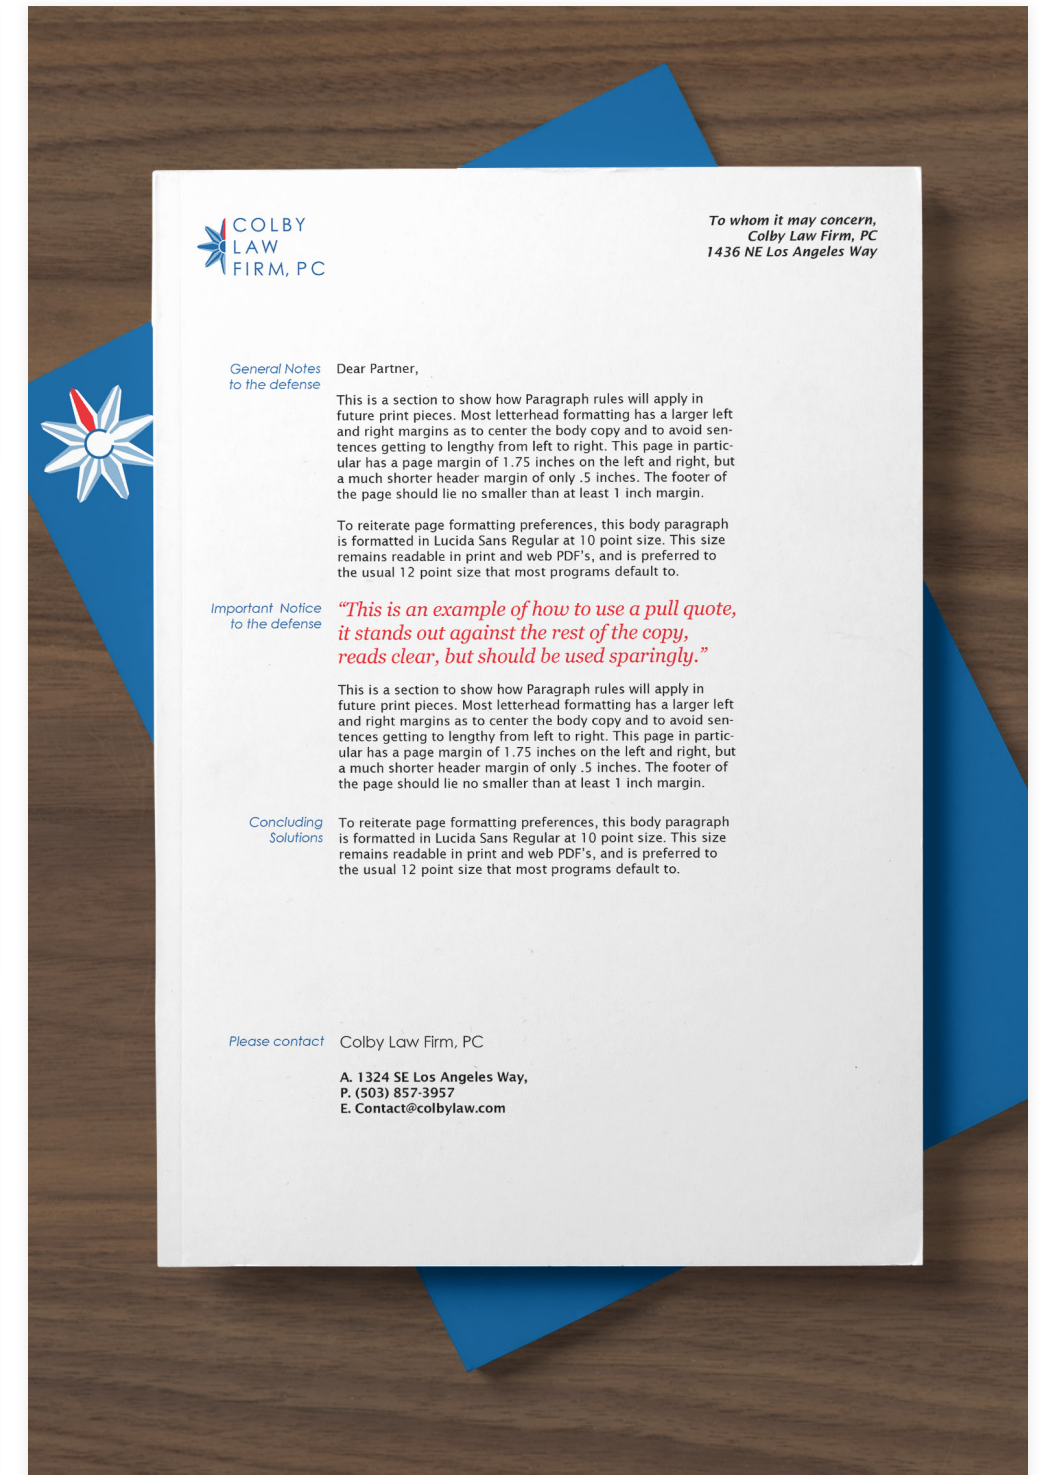 COLBY
LAW
FIRM, PC
To whom it may concern,
Colby Law Firm, PC
1436 NE Los Angeles Way
General Notes
to the defense
Dear Partner,
This is a section to show how Paragraph rules will apply in
future print pieces. Most letterhead formatting has a larger left
and right margins as to center the body copy and to avoid sen-
tences getting to lengthy from left to right. This page in partic-
ular has a page margin of 1.75 inches on the left and right, but
a much shorter header margin of only .5 inches. The footer of
the page should lie no smaller than at least 1 inch margin.
To reiterate page formatting preferences, this body paragraph
is formatted in Lucida Sans Regular at 10 point size. This size
remains readable in print and web PDF's, and is preferred to
the usual 12 point size that most programs default to.
Important Notice
to the defense
“This is an example of how to use a pull quote,
it stands out against the rest of the copy,
reads clear, but should be used sparingly.”
This is a section to show how Paragraph rules will apply in
future print pieces. Most letterhead formatting has a larger left
and right margins as to center the body copy and to avoid sen-
tences getting to lengthy from left to right. This page in partic-
ular has a page margin of 1.75 inches on the left and right, but
a much shorter header margin of only .5 inches. The footer of
the page should lie no smaller than at least 1 inch margin.
Concluding
Solutions
To reiterate page formatting preferences, this body paragraph
is formatted in Lucida Sans Regular at 10 point size. This size
remains readable in print and web PDF's, and is preferred to
the usual 12 point size that most programs default to.
Please contact
Colby Law Firm, PC
A. 1324 SE Los Angeles Way,
P. (503) 857-3957
E. Contact@colbylaw.com